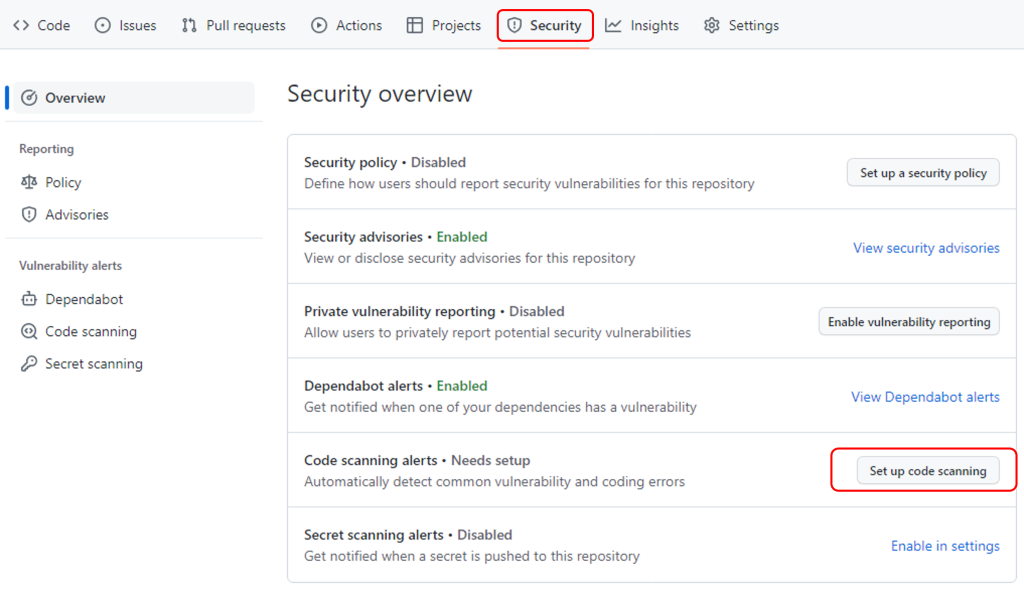 Code Issues Pull requests Actions Projects Security Insights Settings
Overview
Reporting
Policy
Advisories
Vulnerability alerts
Dependabot
Code scanning
Secret scanning
Security overview
Security policy • Disabled
Define how users should report security vulnerabilities for this repository
Set up a security policy
Security advisories • Enabled
View or disclose security advisories for this repository
View security advisories
Private vulnerability reporting • Disabled
Allow users to privately report potential security vulnerabilities
Enable vulnerability reporting
Dependabot alerts • Enabled
Get notified when one of your dependencies has a vulnerability
View Dependabot alerts
Code scanning alerts • Needs setup
Automatically detect common vulnerability and coding errors
Set up code scanning
Secret scanning alerts • Disabled
Get notified when a secret is pushed to this repository
Enable in settings